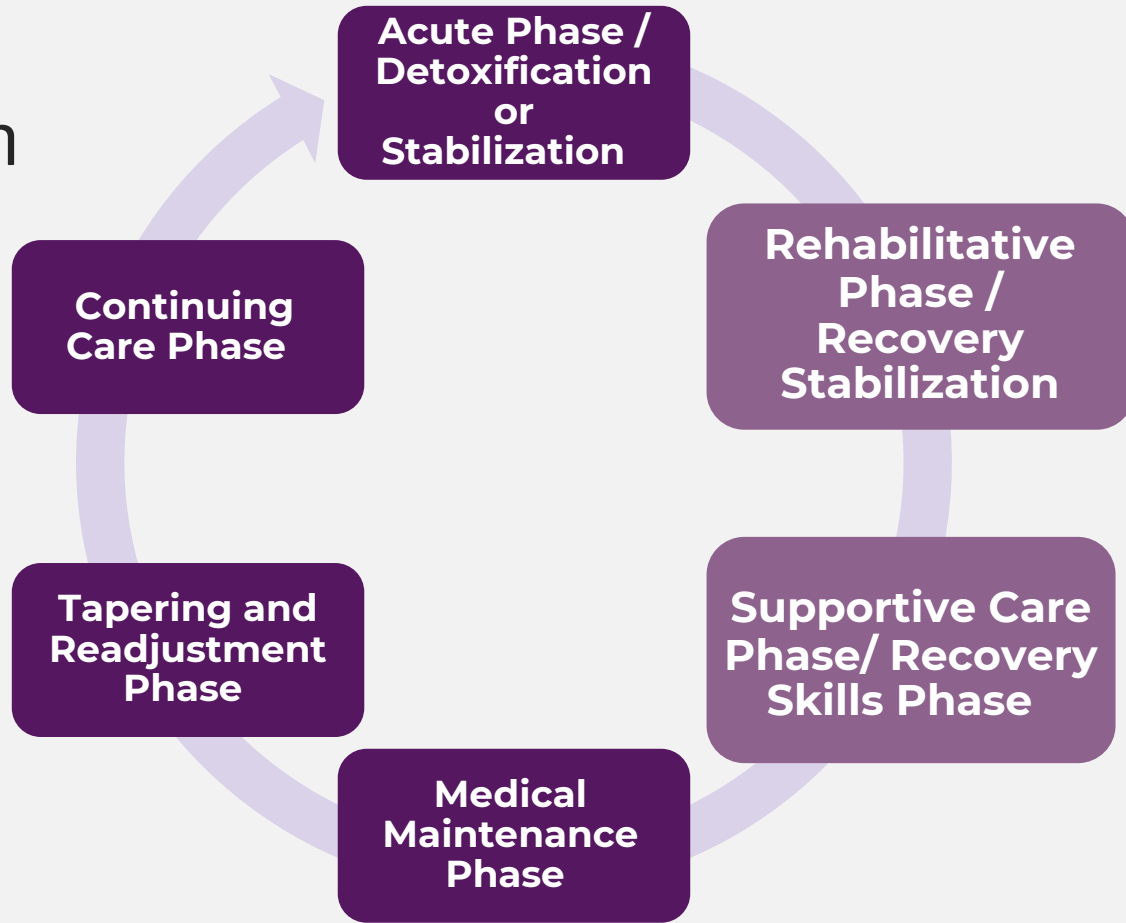 Acute Phase /
Detoxification
or
Stabilization
n
Rehabilitative
Phase /
Recovery
Stabilization
Continuing
Care Phase
Supportive Care
Phase/ Recovery
Skills Phase
Tapering and
Readjustment
Phase
Medical
Maintenance
Phase